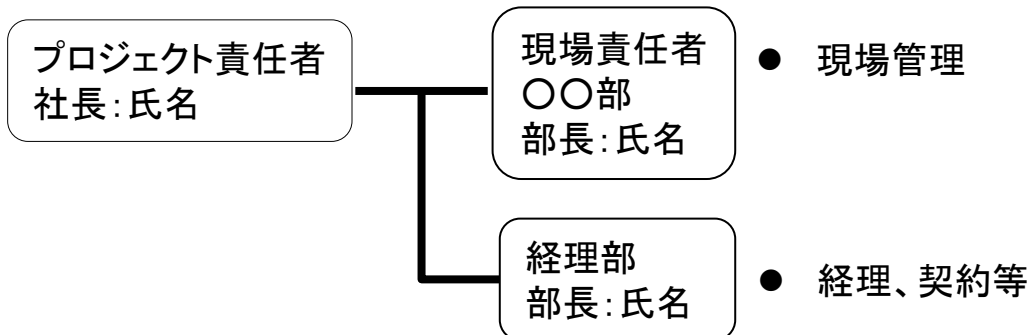 プロジェクト責任者
社長:氏名
現場責任者
〇〇部
部長:氏名
● 現場管理
経理部
部長:氏名
● 経理、契約等